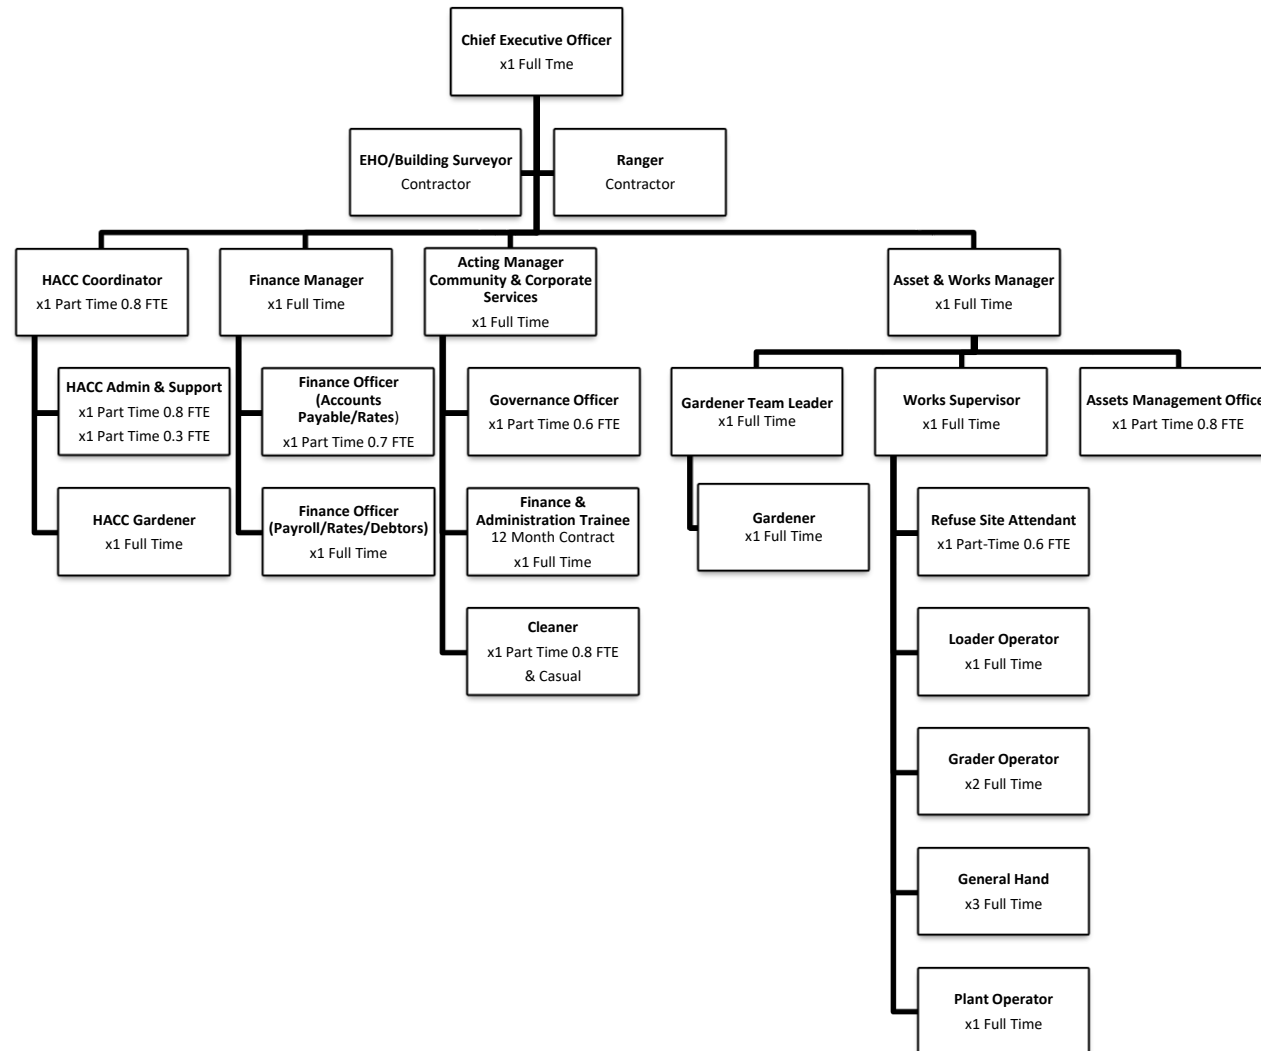 Chief Executive Officer
x1 Full Tme
EHO/Building Surveyor
Contractor
Ranger
Contractor
HACC Coordinator
x1 Part Time 0.8 FTE
Finance Manager
x1 Full Time
Acting Manager
Community & Corporate
Services
x1 Full Time
Asset & Works Manager
x1 Full Time
HACC Admin & Support
x1 Part Time 0.8 FTE
x1 Part Time 0.3 FTE
Finance Officer
(Accounts
Payable/Rates)
x1 Part Time 0.7 FTE
Governance Officer
x1 Part Time 0.6 FTE
Gardener Team Leader
x1 Full Time
Works Supervisor
x1 Full Time
Assets Management Office
x1 Part Time 0.8 FTE
HACC Gardener
x1 Full Time
Finance Officer
(Payroll/Rates/Debtors)
x1 Full Time
Finance &
Administration Trainee
12 Month Contract
x1 Full Time
Gardener
x1 Full Time
Refuse Site Attendant
x1 Part-Time 0.6 FTE
Cleaner
x1 Part Time 0.8 FTE
& Casual
Loader Operator
x1 Full Time
Grader Operator
x2 Full Time
General Hand
x3 Full Time
Plant Operator
x1 Full Time